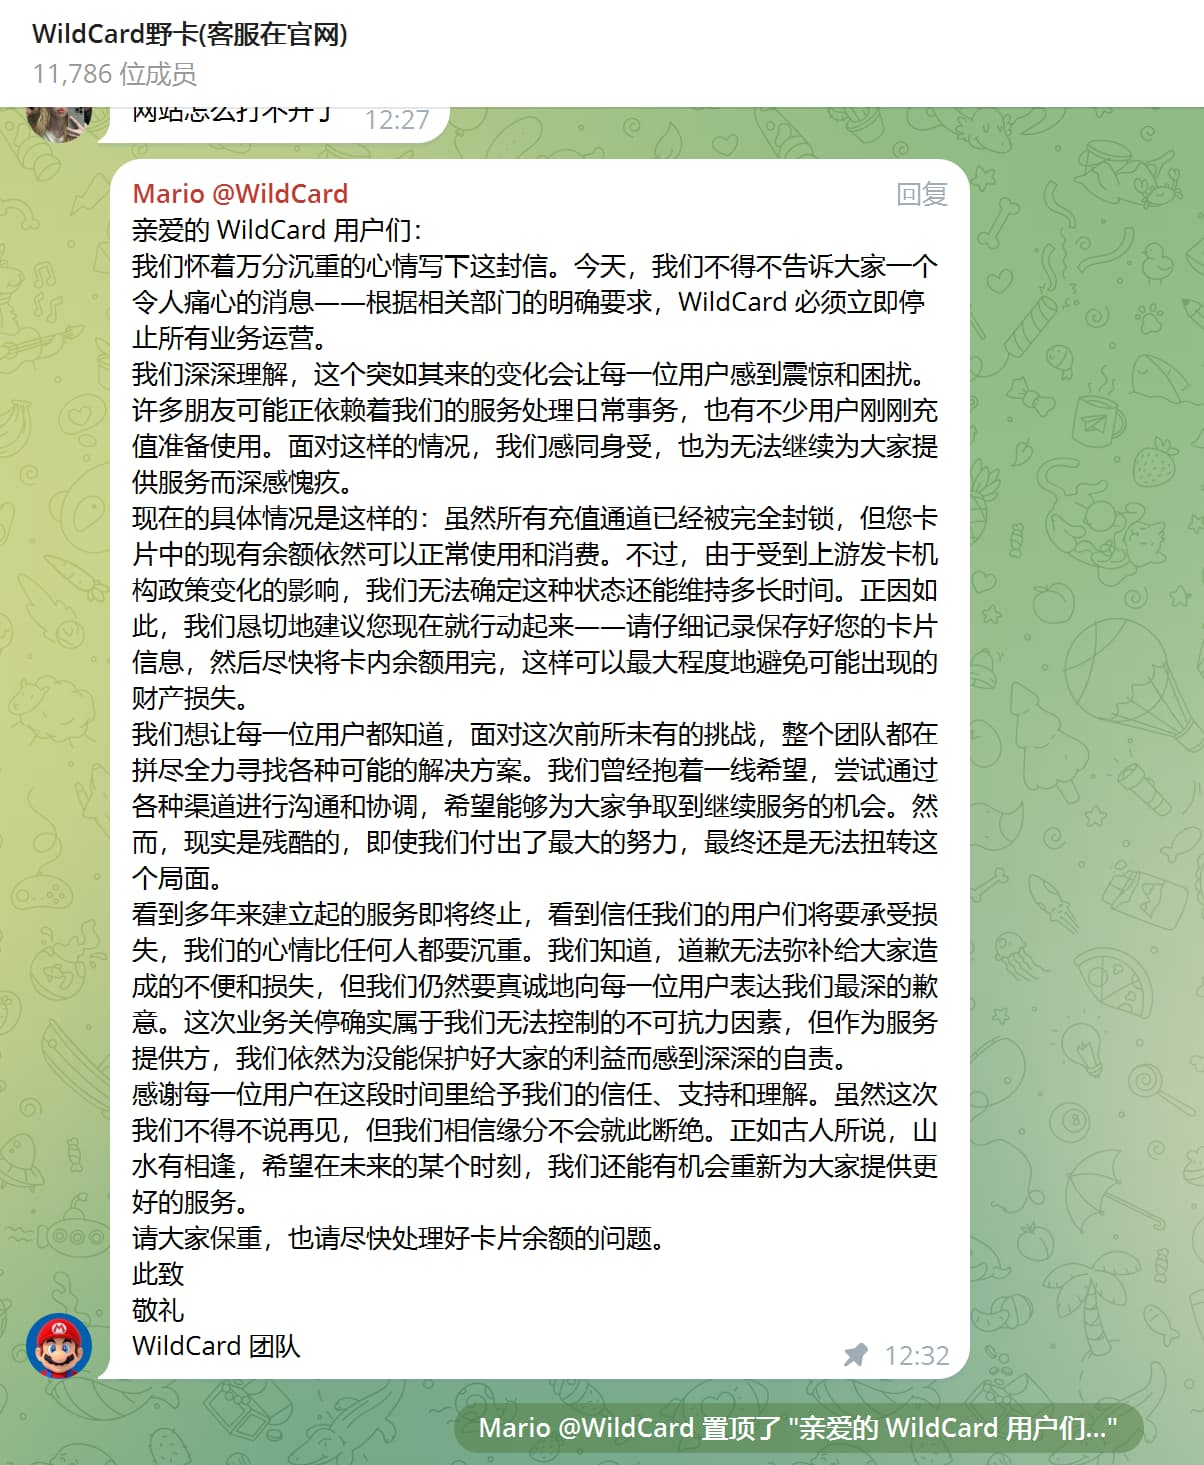 WildCard野卡(客服在官网)
11,786 位成员
网站怎么打不开了
12:27
Mario @WildCard
回复
亲爱的 WildCard 用户们：
我们怀着万分沉重的心情写下这封信。今天，我们不得不告诉大家一个
令人痛心的消息——根据相关部门的明确要求，WildCard 必须立即停
止所有业务运营。
我们深深理解，这个突如其来的变化会让每一位用户感到震惊和困扰。
许多朋友可能正依赖着我们的服务处理日常事务，也有不少用户刚刚充
值准备使用。面对这样的情况，我们感同身受，也为无法继续为大家提
供服务而深感愧疚。
现在的具体情况是这样的：虽然所有充值通道已经被完全封锁，但您卡
片中的现有余额依然可以正常使用和消费。不过，由于受到上游发卡机
构政策变化的影响，我们无法确定这种状态还能维持多长时间。正因如
此，我们恳切地建议您现在就行动起来——请仔细记录保存好您的卡片
信息，然后尽快将卡内余额用完，这样可以最大程度地避免可能出现的
财产损失。
我们想让每一位用户都知道，面对这次前所未有的挑战，整个团队都在
拼尽全力寻找各种可能的解决方案。我们曾经抱着一线希望，尝试通过
各种渠道进行沟通和协调，希望能够为大家争取到继续服务的机会。然
而，现实是残酷的，即使我们付出了最大的努力，最终还是无法扭转这
个局面。
看到多年来建立起的服务即将终止，看到信任我们的用户们将要承受损
失，我们的心情比任何人都要沉重。我们知道，道歉无法弥补给大家造
成的不便和损失，但我们仍然要真诚地向每一位用户表达我们最深的歉
意。这次业务关停确实属于我们无法控制的不可抗力因素，但作为服务
提供方，我们依然为没能保护好大家的利益而感到深深的自责。
感谢每一位用户在这段时间里给予我们的信任、支持和理解。虽然这次
我们不得不说再见，但我们相信缘分不会就此断绝。正如古人所说，山
水有相逢，希望在未来的某个时刻，我们还能有机会重新为大家提供更
好的服务。
请大家保重，也请尽快处理好卡片余额的问题。
此致
敬礼
WildCard 团队
12:32
Mario @WildCard 置顶了 "亲爱的 WildCard 用户们..."